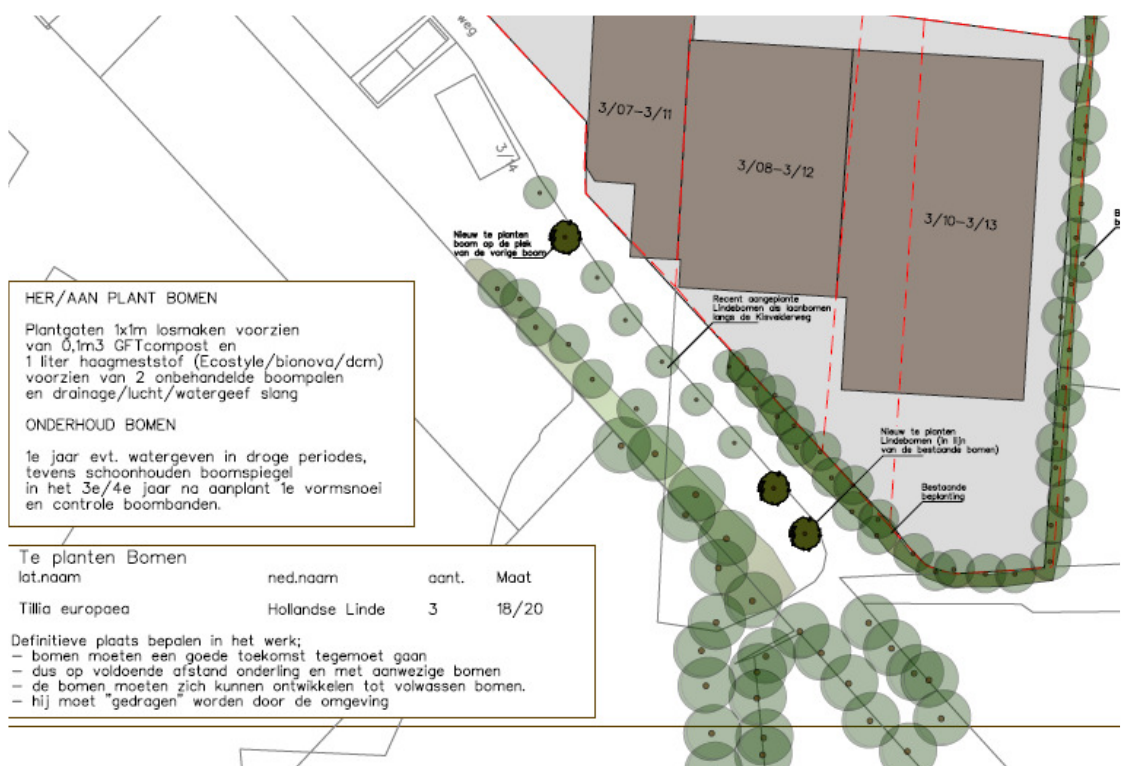 weg
3/14
3/07-3/11
3/08-3/12
3/10-3/13
Nieuw te planten
boom op de plek
van de vorige boom
B
b
Recent aangeplante
Lindebomen als laanbomen
langs de Kisvelderweg
Nieuw te planten
Lindebomen (in lijn
van de bestaande bomen)
Bestaande
beplanting
HER/AAN PLANT BOMEN
Plantgaten 1x1m losmaken voorzien
van 0,1m3 GFTcompost en
1 liter haagmeststof (Ecostyle/bionova/dcm)
voorzien van 2 onbehandelde boompalen
en drainage/lucht/watergeef slang
ONDERHOUD BOMEN
1e jaar evt. watergeven in droge periodes,
tevens schoonhouden boomspiegel
in het 3e/4e jaar na aanplant 1e vormsnoei
en controle boombanden.
Te planten Bomen
lat.naam ned.naam aant. Maat
Tillia europaea Hollandse Linde 3 18/20
Definitieve plaats bepalen in het werk;
- bomen moeten een goede toekomst tegemoet gaan
- dus op voldoende afstand onderling en met aanwezige bomen
- de bomen moeten zich kunnen ontwikkelen tot volwassen bomen.
- hij moet "gedragen" worden door de omgeving